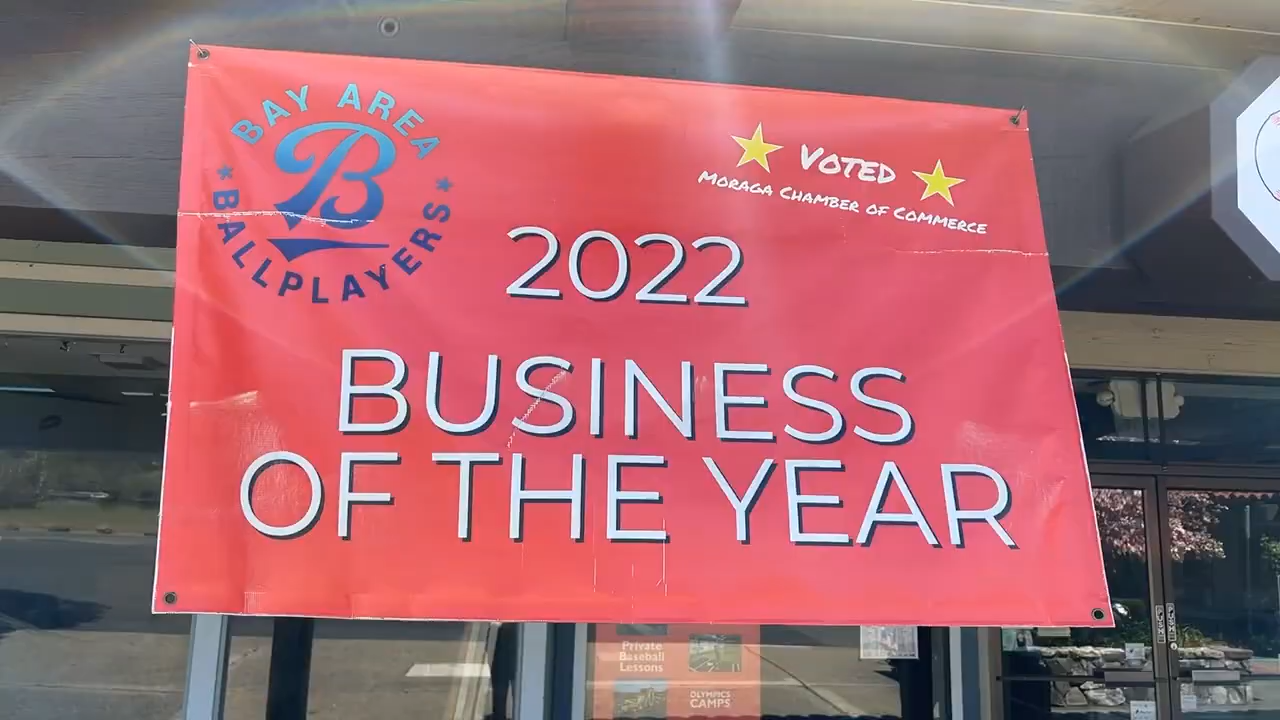 BAY AREA
B
BALLPLAYERS
VOTED
MORAGA CHAMBER OF COMMERCE
2022
BUSINESS
OF THE YEAR
Private
Baseball
Lessons
OLYMPICS
CAMPS